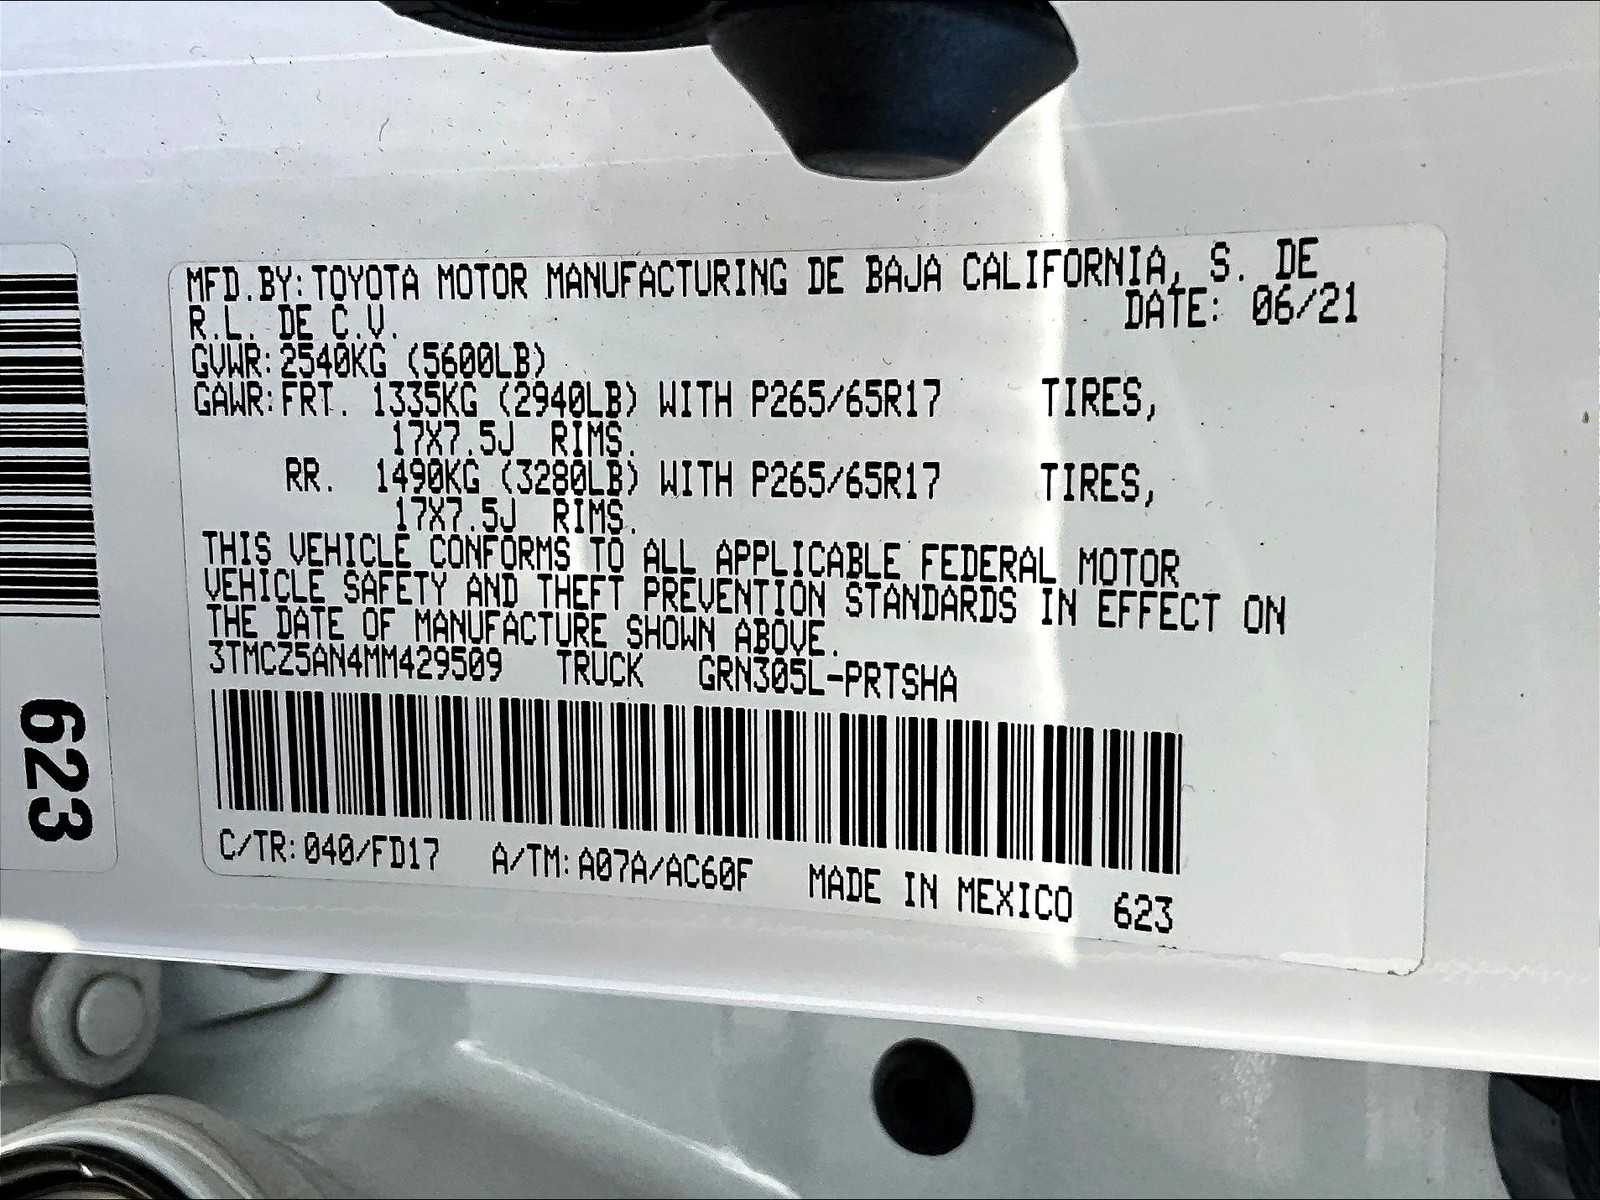 MFD.BY: TOYOTA MOTOR MANUFACTURING DE BAJA CALIFORNIA, S. DE
R.L. DE C.V. DATE: 06/21
GVWR: 2540KG (5600LB)
GAWR: FRT. 1335KG (2940LB) WITH P265/65R17 TIRES,
17X7.5J RIMS.
RR. 1490KG (3280LB) WITH P265/65R17 TIRES,
17X7.5J RIMS.
THIS VEHICLE CONFORMS TO ALL APPLICABLE FEDERAL MOTOR
VEHICLE SAFETY AND THEFT PREVENTION STANDARDS IN EFFECT ON
THE DATE OF MANUFACTURE SHOWN ABOVE.
3TMCZ5AN4MM429509 TRUCK GRN305L-PRTSHA
C/TR: 040/FD17 A/TM: A07A/AC60F MADE IN MEXICO 623
623